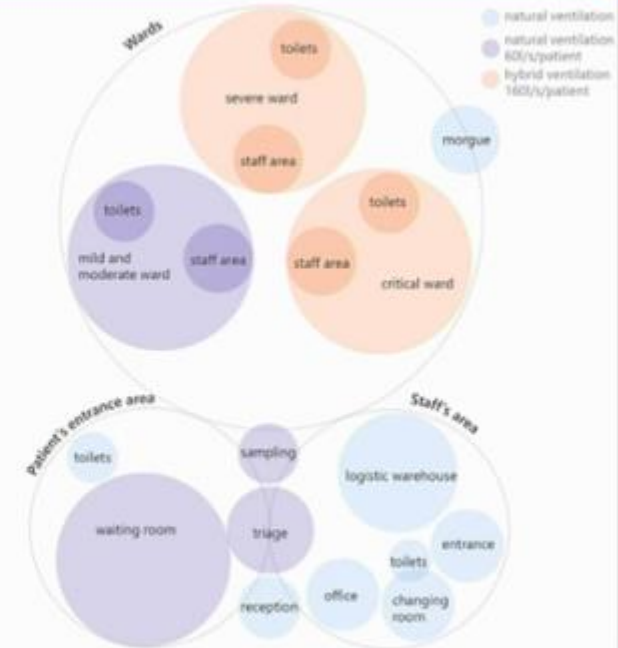 Wards
natural ventilation
natural ventilation
60l/s/patient
hybrid ventilation
160l/s/patient
toilets
severe ward
staff area
morgue
toilets
mild and
moderate ward
staff area
toilets
staff area
critical ward
Patient's entrance area
toilets
waiting room
sampling
triage
reception
Staff's area
logistic warehouse
entrance
toilets
office
changing
room